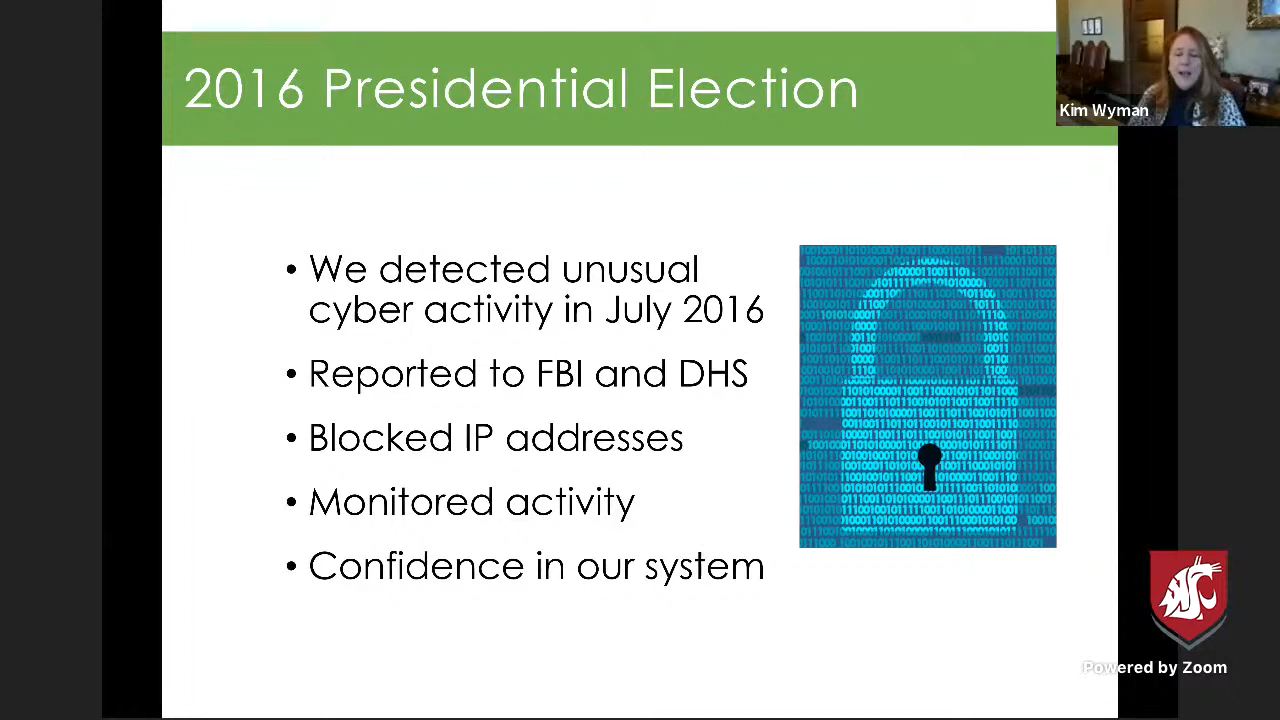 2016 Presidential Election
Kim Wyman
• We detected unusual
cyber activity in July 2016
• Reported to FBI and DHS
• Blocked IP addresses
• Monitored activity
• Confidence in our system
Powered by Zoom